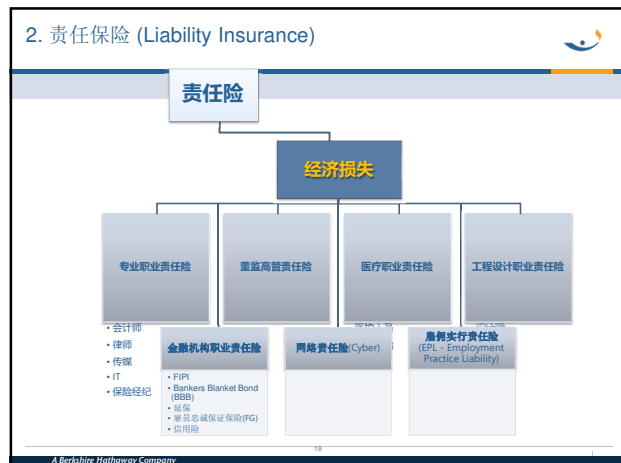 2. 责任保险 (Liability Insurance)
责任险
经济损失
专业职业责任险
董监高管责任险
医疗职业责任险
工程设计职业责任险
• 会计师
• 律师
• 传媒
• IT
• 保险经纪
金融机构职业责任险
• FIPI
• Bankers Blanket Bond
(BBB)
• 延保
• 雇员忠诚保证保险(FG)
• 信用险
网络责任险(Cyber)
雇佣实行责任险
(EPL - Employment
Practice Liability)
19
A Berkshire Hathaway Company